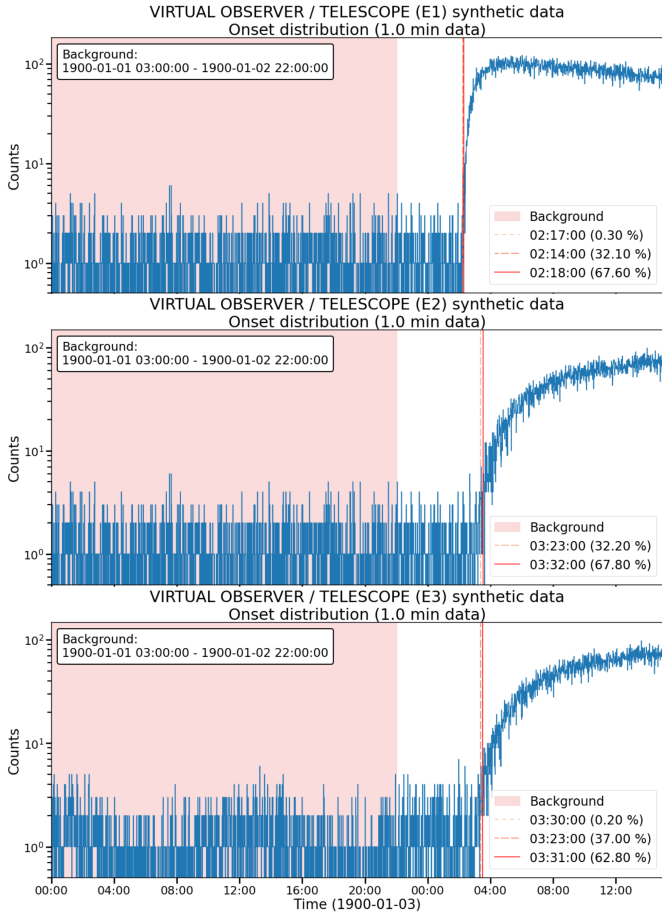 VIRTUAL OBSERVER / TELESCOPE (E1) synthetic data
Onset distribution (1.0 min data)
Background:
1900-01-01 03:00:00 - 1900-01-02 22:00:00
Counts
10²
10¹
10⁰
Background
02:17:00 (0.30 %)
02:14:00 (32.10 %)
02:18:00 (67.60 %)
VIRTUAL OBSERVER / TELESCOPE (E2) synthetic data
Onset distribution (1.0 min data)
Background:
1900-01-01 03:00:00 - 1900-01-02 22:00:00
Counts
10²
10¹
10⁰
Background
03:23:00 (32.20 %)
03:32:00 (67.80 %)
VIRTUAL OBSERVER / TELESCOPE (E3) synthetic data
Onset distribution (1.0 min data)
Background:
1900-01-01 03:00:00 - 1900-01-02 22:00:00
Counts
10²
10¹
10⁰
Background
03:30:00 (0.20 %)
03:23:00 (37.00 %)
03:31:00 (62.80 %)
00:00 04:00 08:00 12:00 16:00 20:00 00:00 04:00 08:00 12:00
Time (1900-01-03)